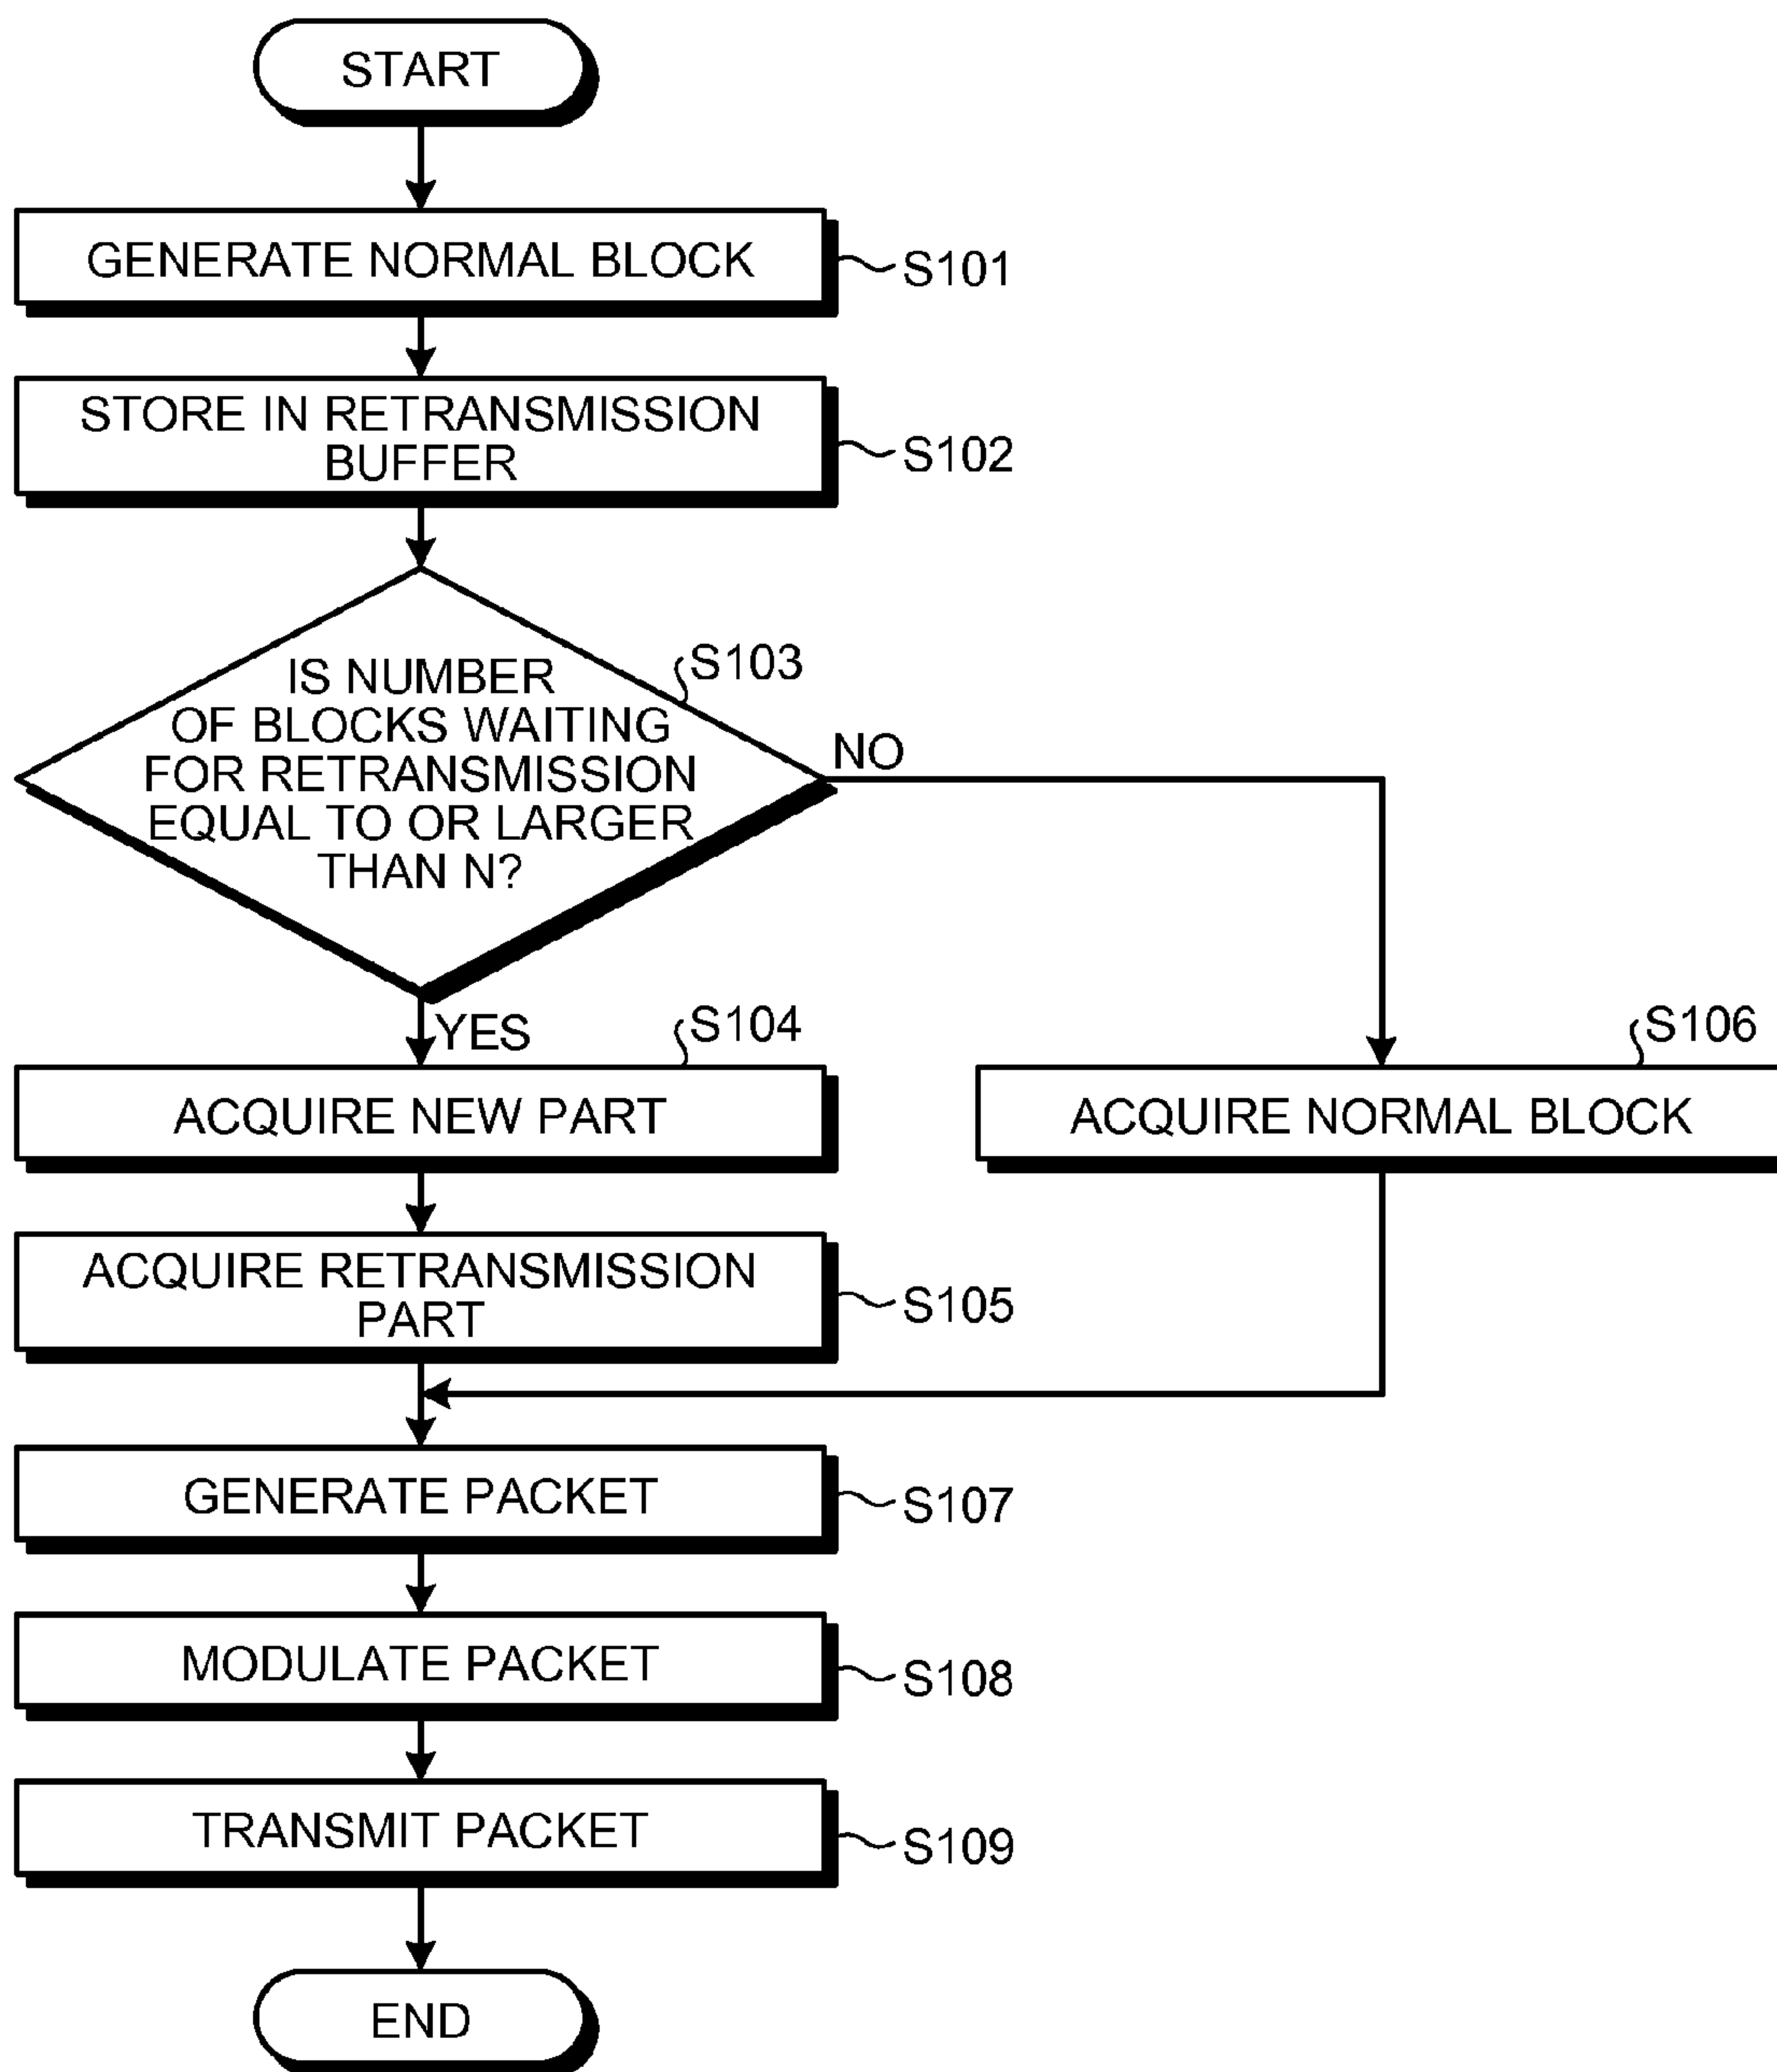 START
GENERATE NORMAL BLOCK
S101
STORE IN RETRANSMISSION
BUFFER
S102
S103
IS NUMBER
OF BLOCKS WAITING
FOR RETRANSMISSION
EQUAL TO OR LARGER
THAN N?
NO
YES
S104
ACQUIRE NEW PART
S106
ACQUIRE NORMAL BLOCK
ACQUIRE RETRANSMISSION
PART
S105
GENERATE PACKET
S107
MODULATE PACKET
S108
TRANSMIT PACKET
S109
END